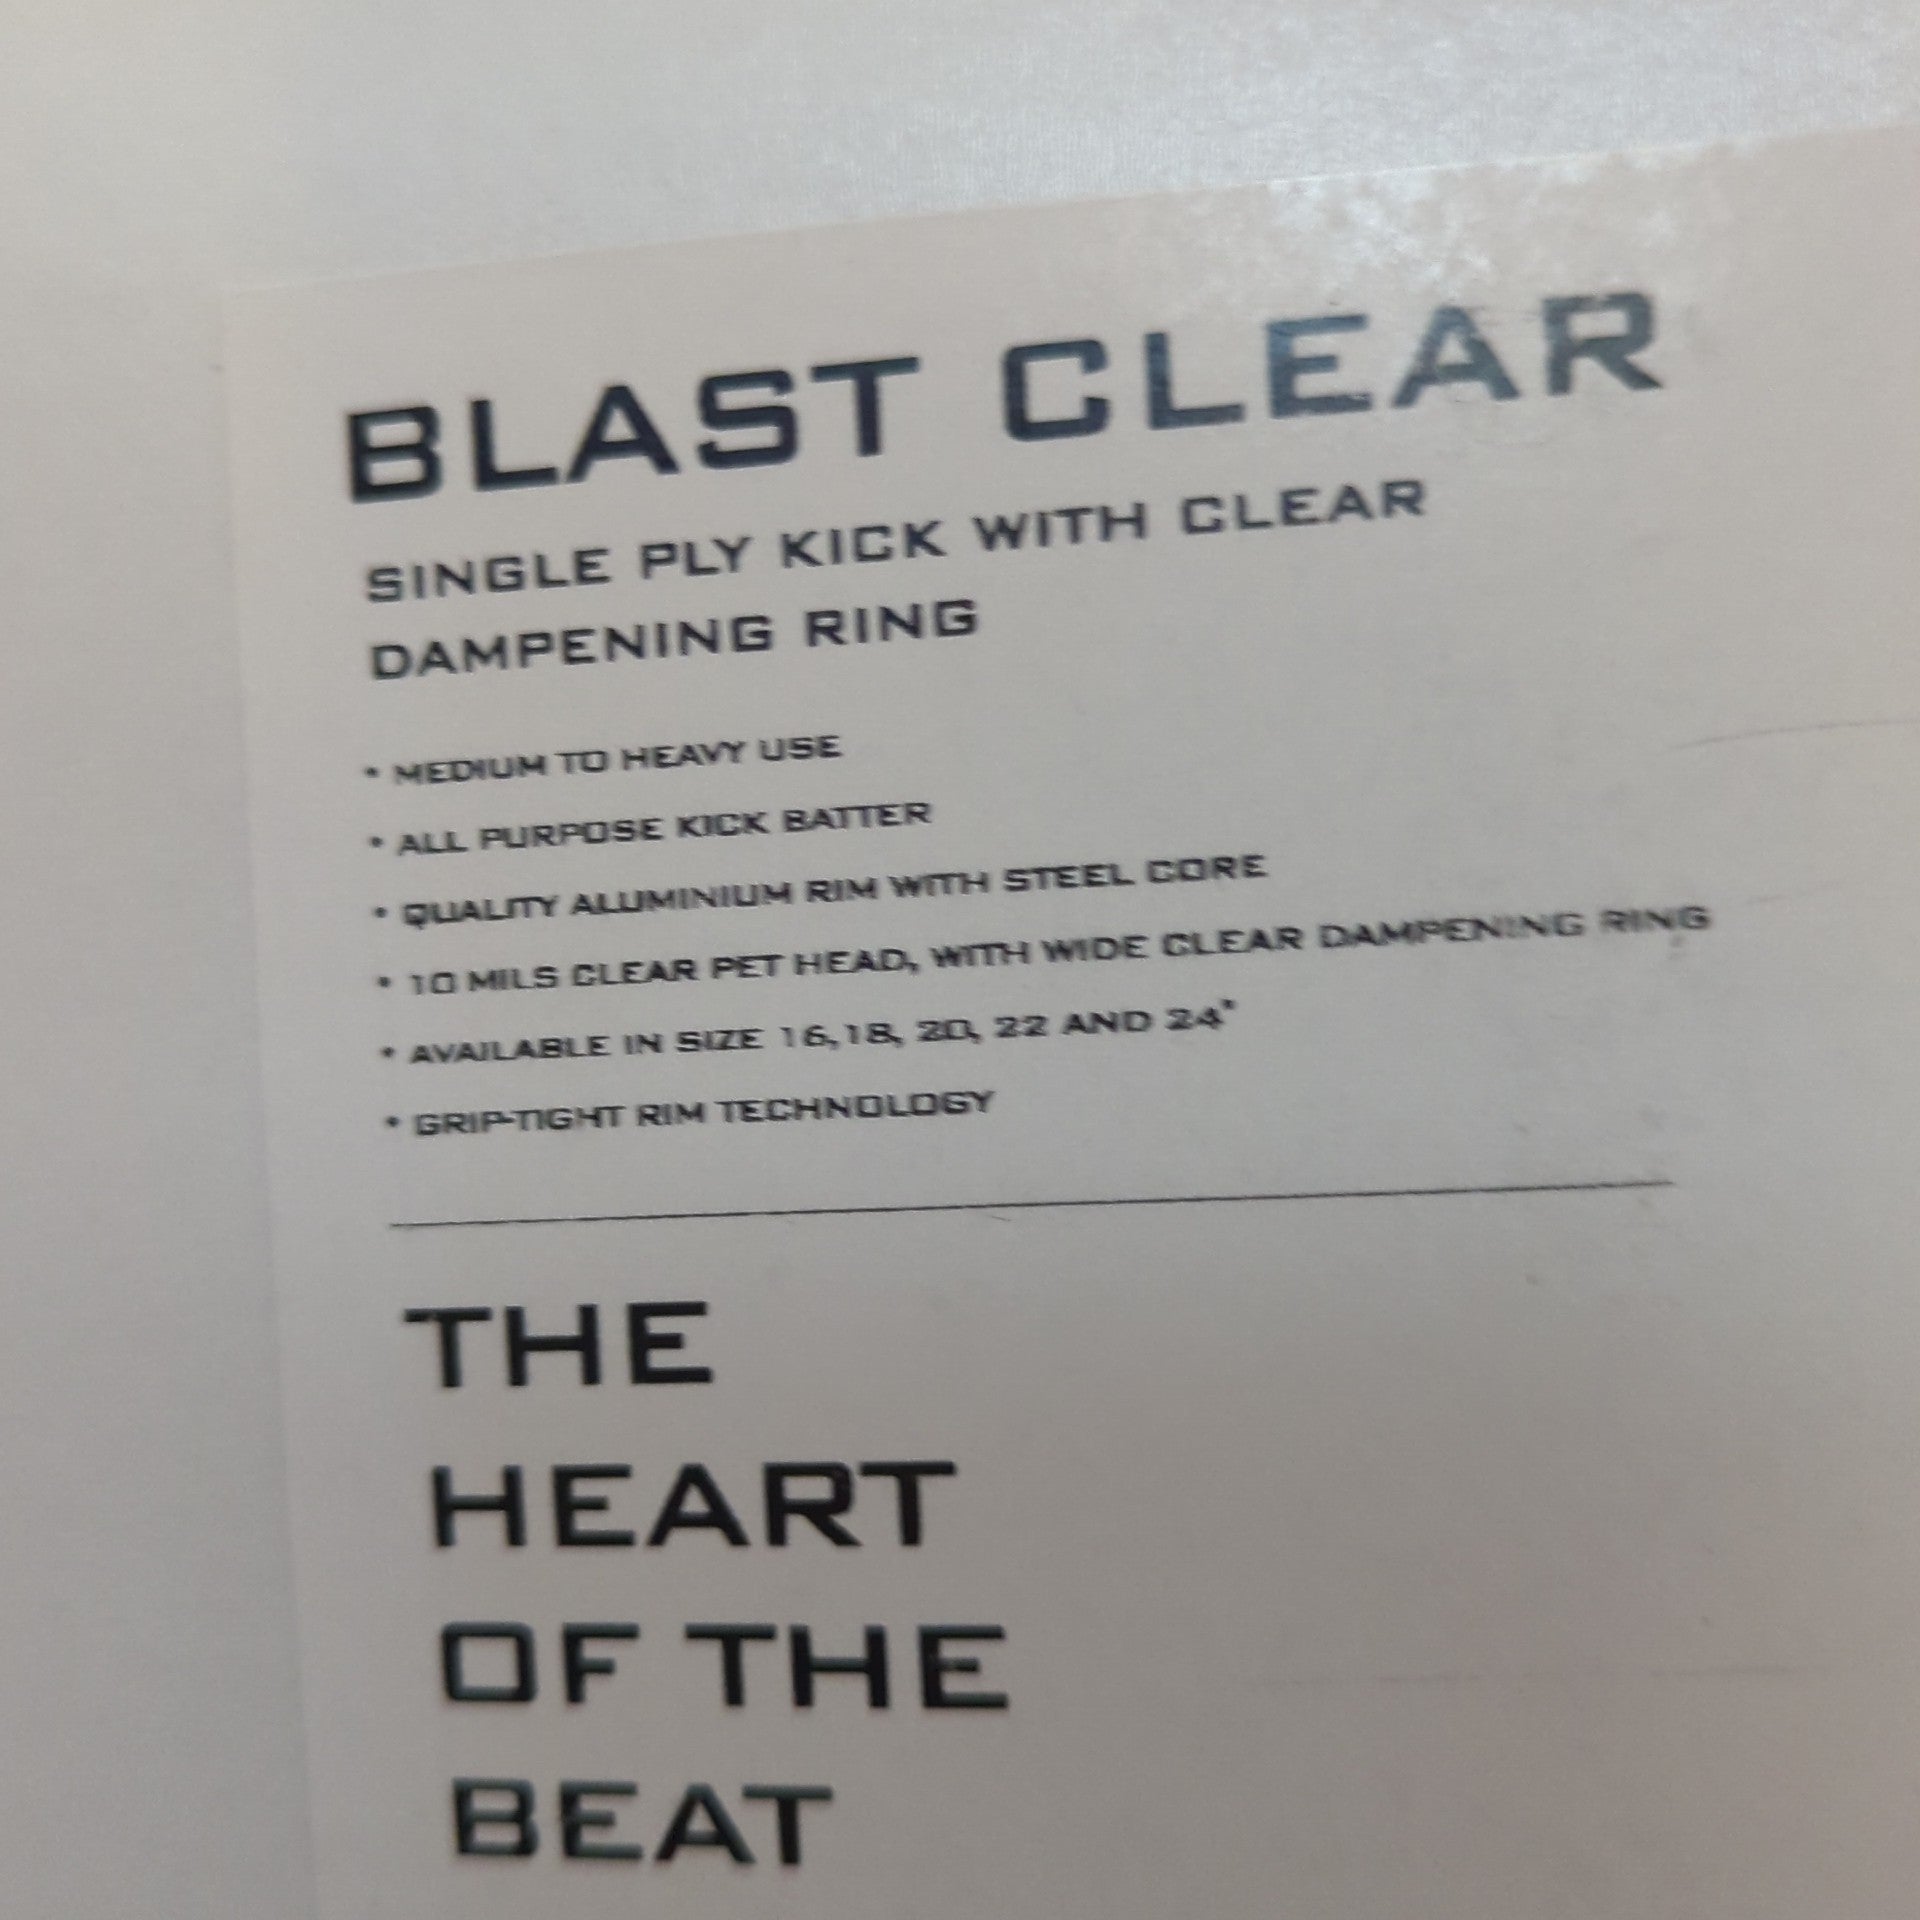 BLAST CLEAR
SINGLE PLY KICK WITH CLEAR
DAMPENING RING
• MEDIUM TO HEAVY USE
• ALL PURPOSE KICK BATTER
• QUALITY ALUMINIUM RIM WITH STEEL CORE
• 10 MILS CLEAR PET HEAD, WITH WIDE CLEAR DAMPENING RING
• AVAILABLE IN SIZE 16,18, 20, 22 AND 24"
• GRIP-TIGHT RIM TECHNOLOGY
THE
HEART
OF THE
BEAT